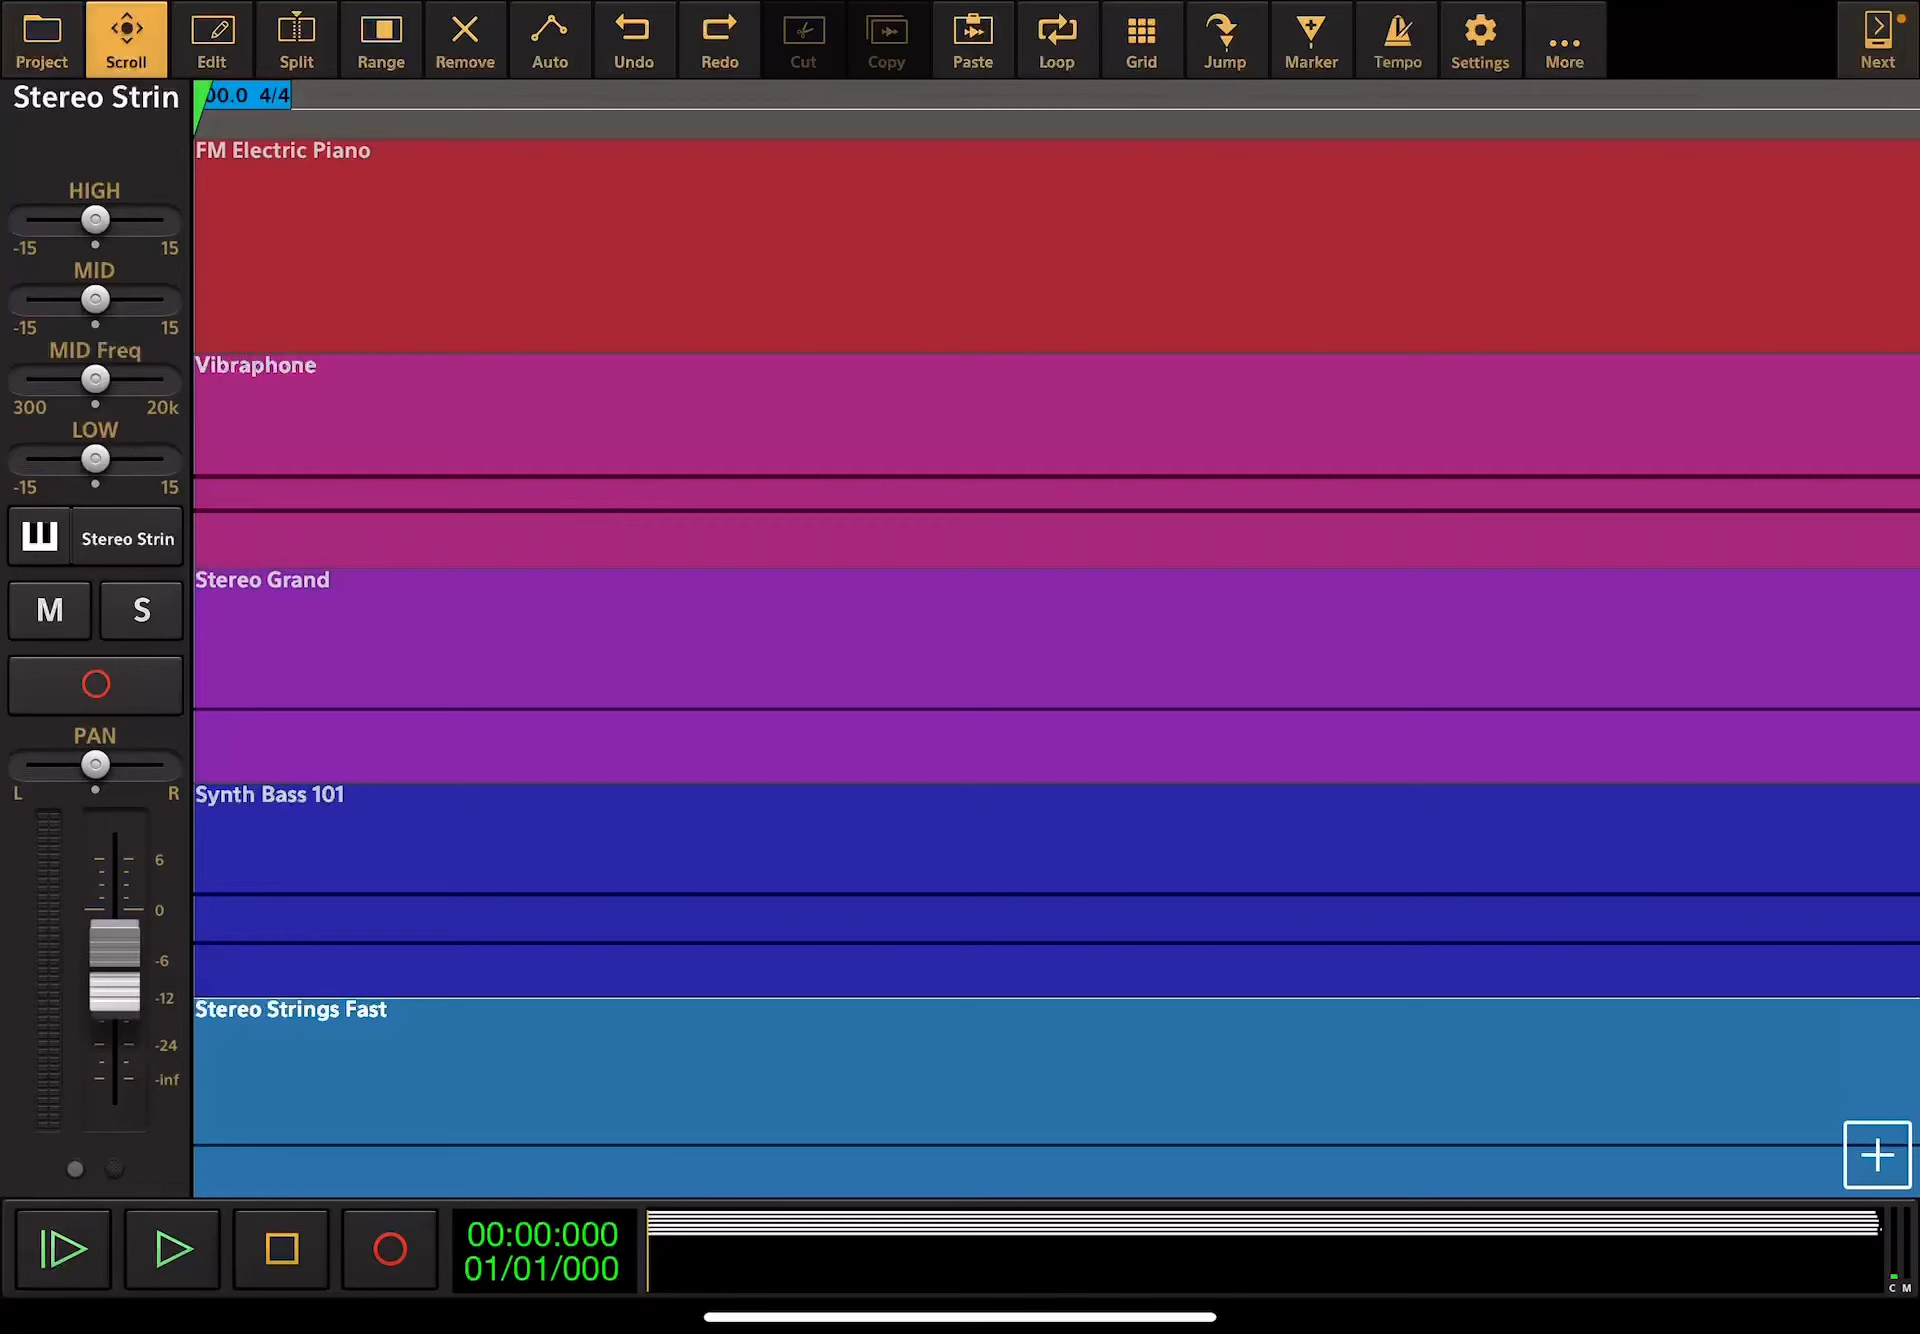 Project Scroll Edit Split Range Remove Auto Undo Redo Cut Copy Paste Loop Grid Jump Marker Tempo Settings More Next
Stereo Strin
00.0 4/4
FM Electric Piano
HIGH
-15 15
MID
-15 15
MID Freq
300 20k
LOW
-15 15
Stereo Strin
M S
PAN
L R
6
0
-6
-12
-24
-inf
Vibraphone
Stereo Grand
Synth Bass 101
Stereo Strings Fast
00:00:000
01/01/000
C M